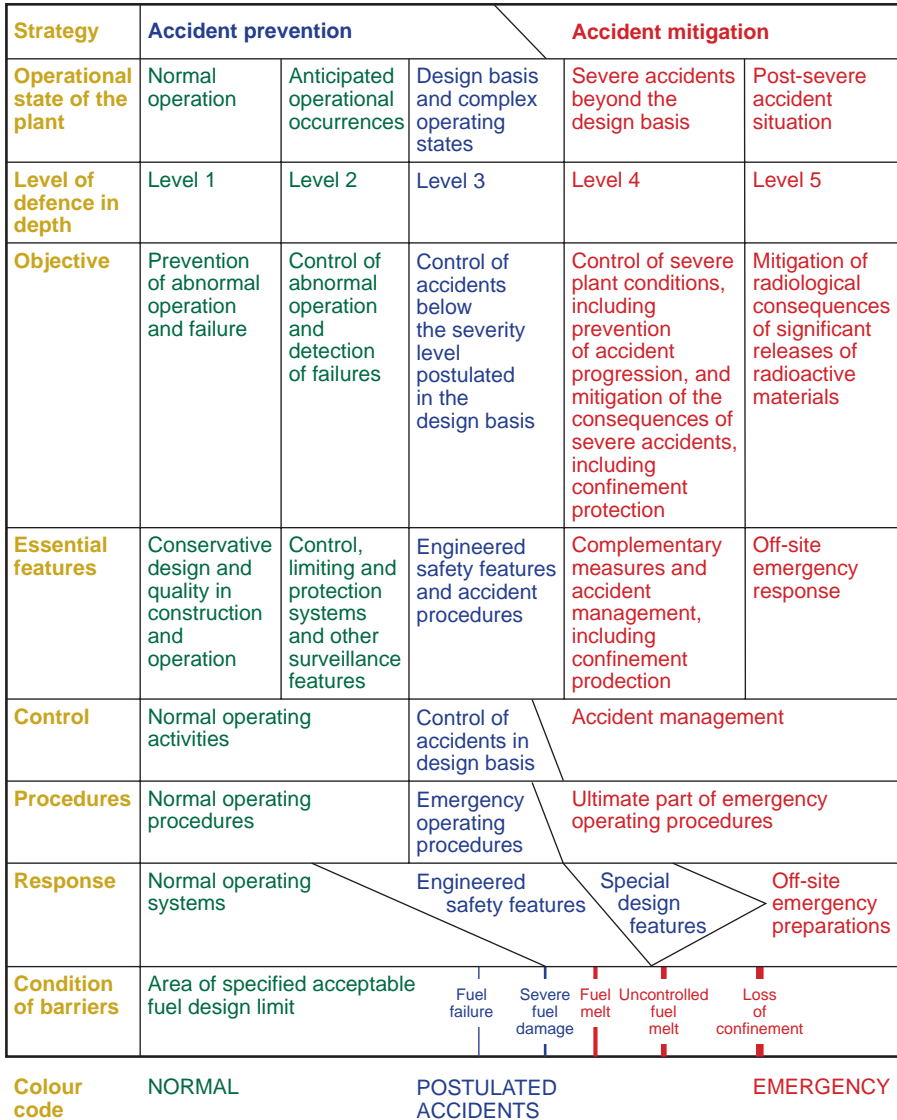 Strategy
Accident prevention
Accident mitigation
Operational
state of the
plant
Normal
operation
Anticipated
operational
occurrences
Design basis
and complex
operating
states
Severe accidents
beyond the
design basis
Post-severe
accident
situation
Level of
defence in
depth
Level 1
Level 2
Level 3
Level 4
Level 5
Objective
Prevention
of abnormal
operation
and failure
Control of
abnormal
operation
and
detection
of failures
Control of
accidents
below
the severity
level
postulated
in the
design basis
Control of severe
plant conditions,
including
prevention
of accident
progression, and
mitigation of the
consequences of
severe accidents,
including
confinement
protection
Mitigation of
radiological
consequences
of significant
releases of
radioactive
materials
Essential
features
Conservative
design and
quality in
construction
and
operation
Control,
limiting and
protection
systems
and other
surveillance
features
Engineered
safety features
and accident
procedures
Complementary
measures and
accident
management,
including
confinement
prodection
Off-site
emergency
response
Control
Normal operating
activities
Control of
accidents in
design basis
Accident management
Procedures
Normal operating
procedures
Emergency
operating
procedures
Ultimate part of emergency
operating procedures
Response
Normal operating
systems
Engineered
safety features
Special
design
features
Off-site
emergency
preparations
Condition
of barriers
Area of specified acceptable
fuel design limit
Fuel
failure
Severe
fuel
damage
Fuel
melt
Uncontrolled
fuel
melt
Loss
of
confinement
Colour
code
NORMAL
POSTULATED
ACCIDENTS
EMERGENCY